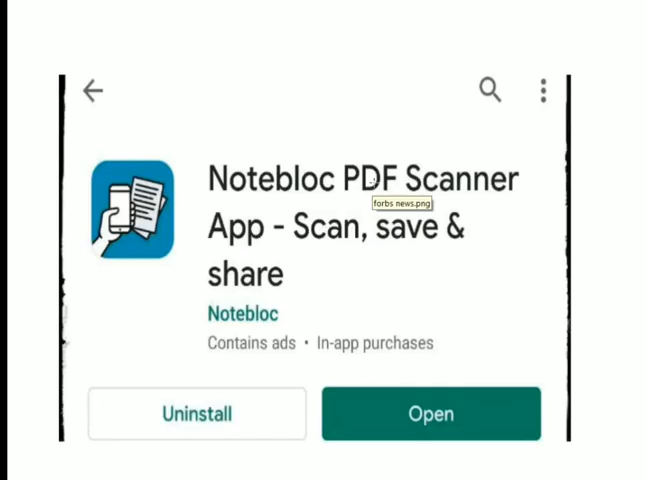 Notebloc PDF Scanner
forbs news.png
App - Scan, save &
share
Notebloc
Contains ads • In-app purchases
Uninstall
Open